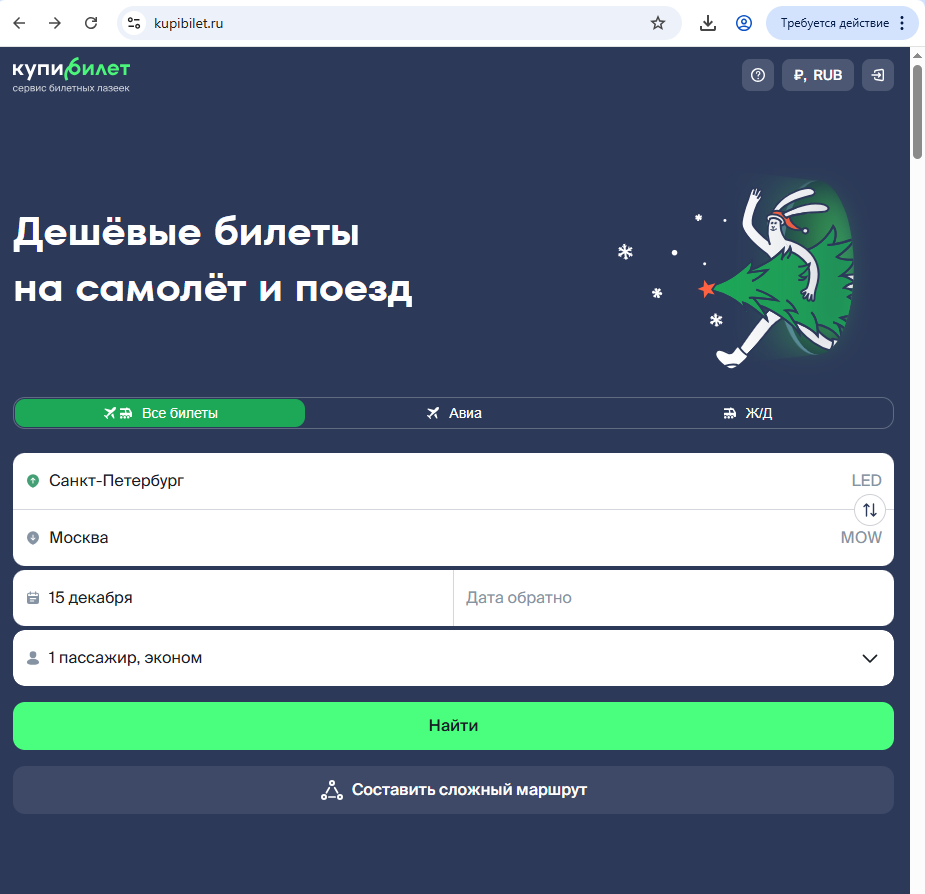 kupibilet.ru
Требуется действие
купибилет
сервис билетных лазеек
₽, RUB
Дешёвые билеты
на самолёт и поезд
Все билеты
Авиа
Ж/Д
Санкт-Петербург
LED
Москва
MOW
15 декабря
Дата обратно
1 пассажир, эконом
Найти
Составить сложный маршрут